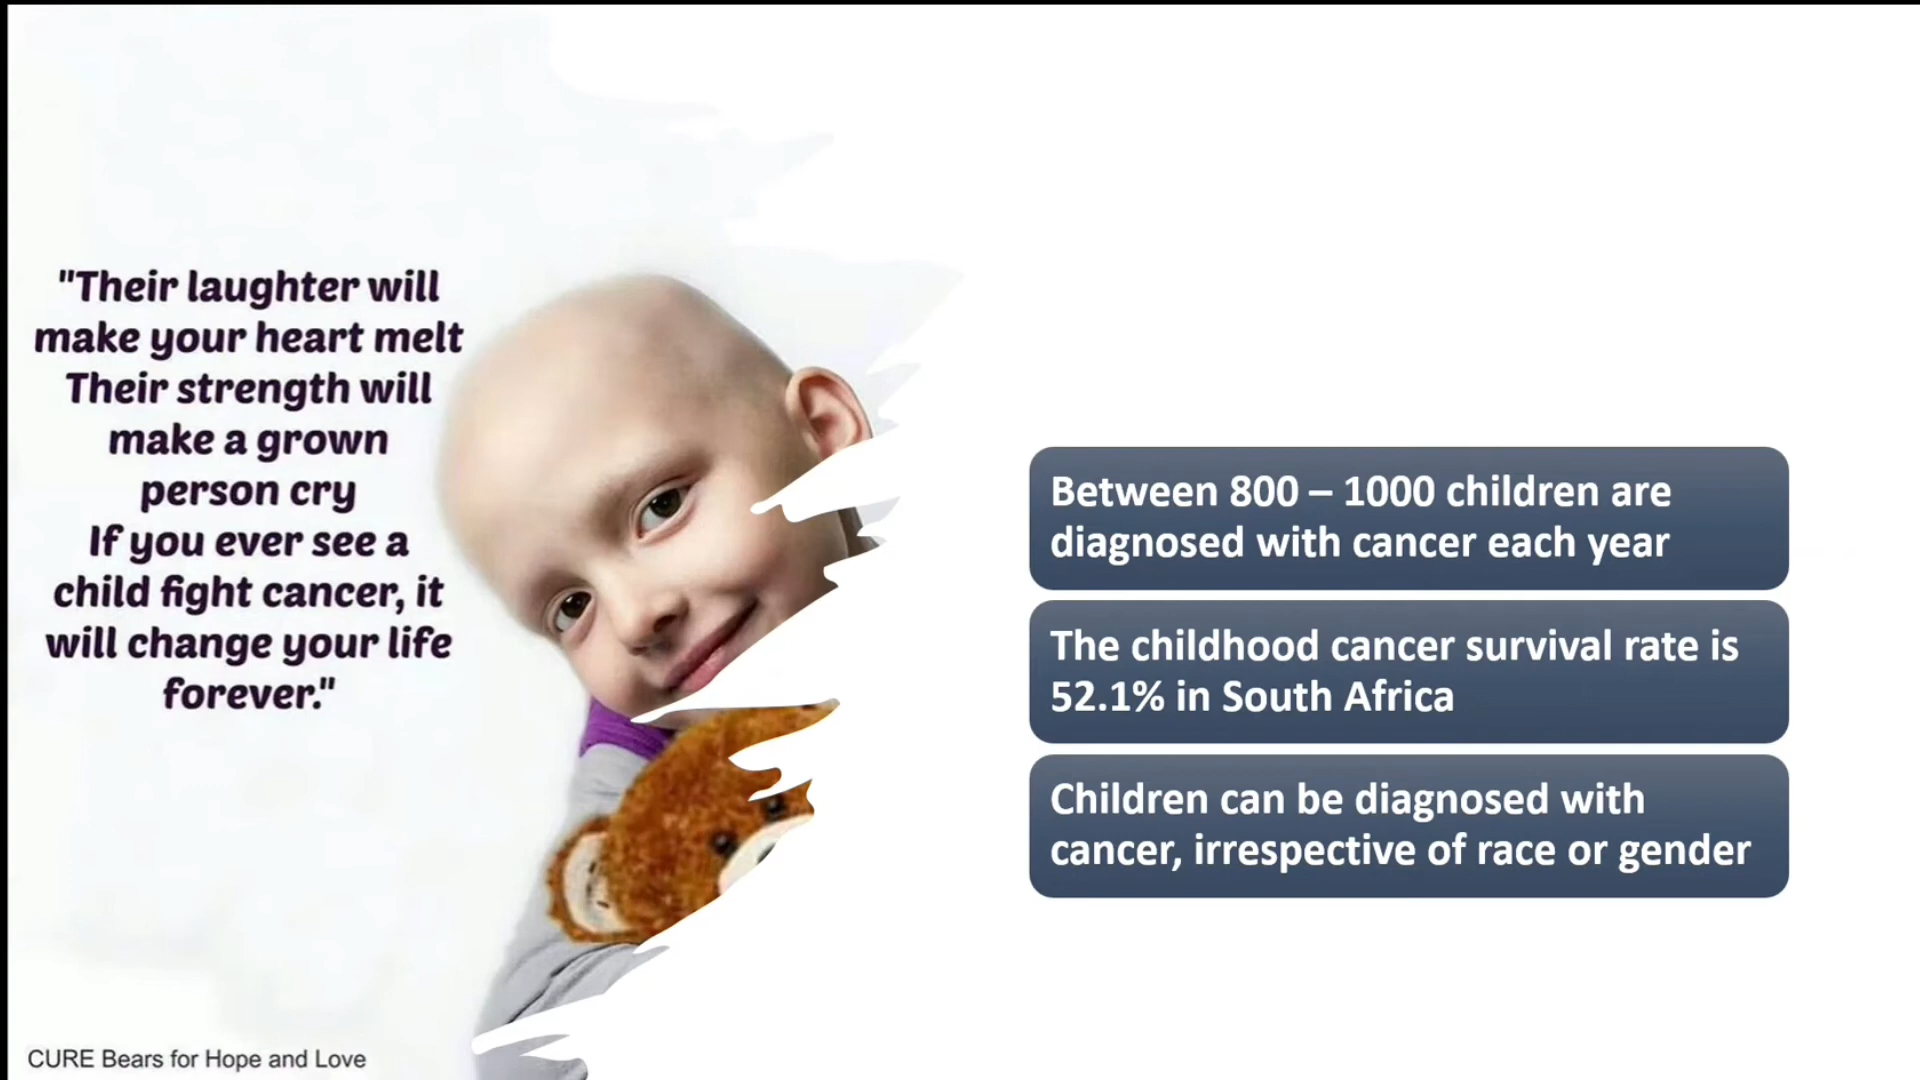 "Their laughter will
make your heart melt
Their strength will
make a grown
person cry
If you ever see a
child fight cancer, it
will change your life
forever."
CURE Bears for Hope and Love
Between 800 – 1000 children are
diagnosed with cancer each year
The childhood cancer survival rate is
52.1% in South Africa
Children can be diagnosed with
cancer, irrespective of race or gender